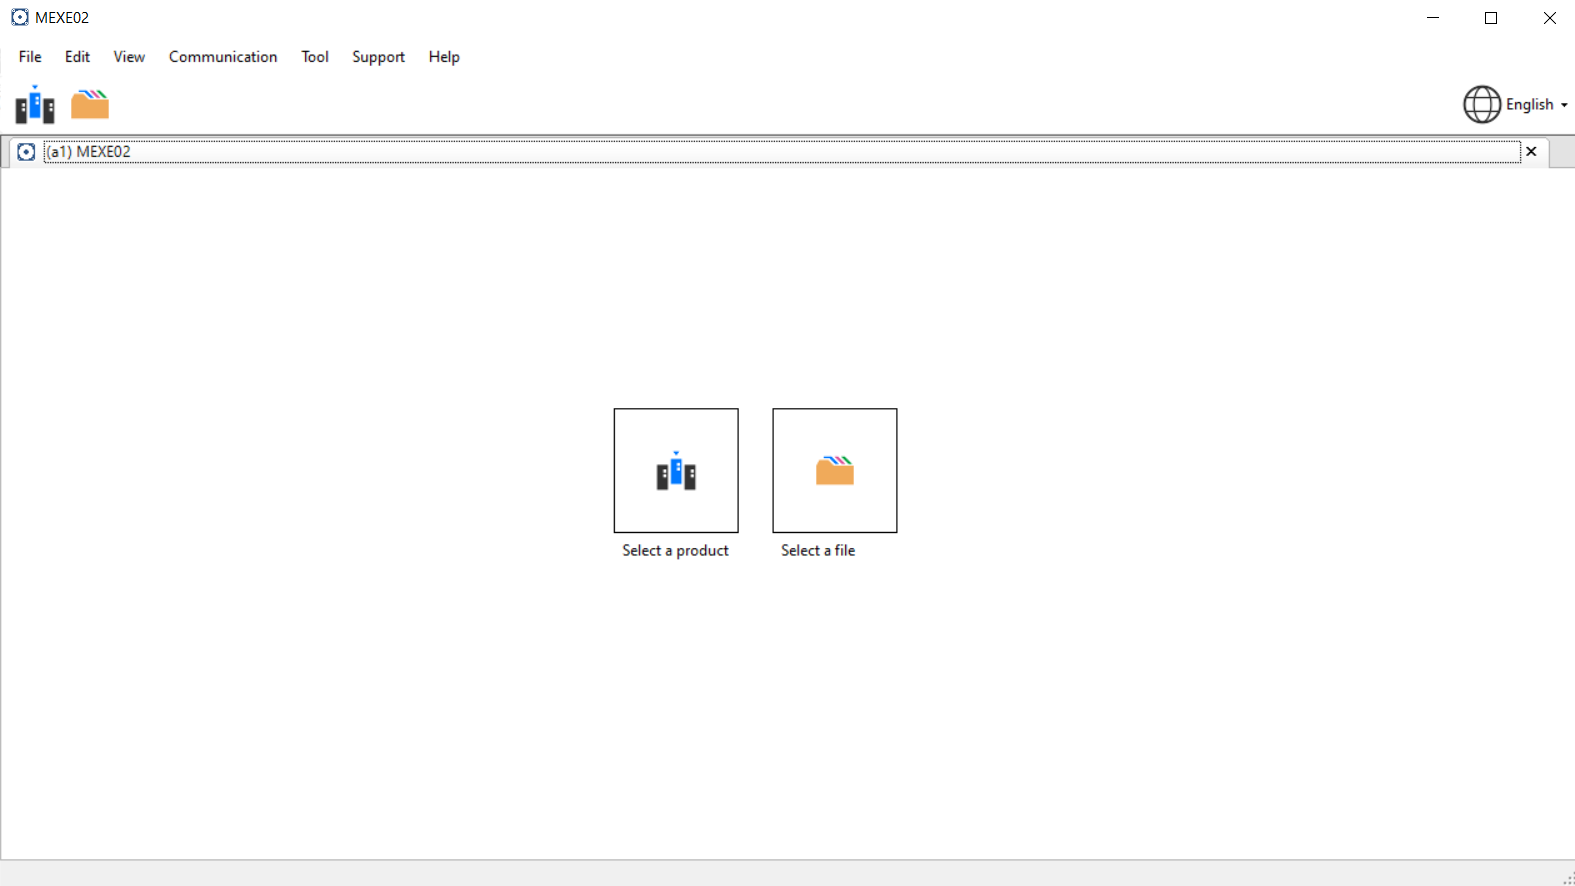 MEXE02
File Edit View Communication Tool Support Help
English
(a1) MEXE02
Select a product Select a file